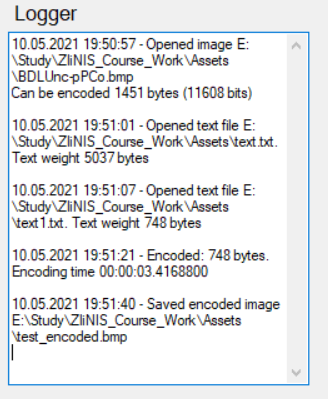 Logger
10.05.2021 19:50:57 - Opened image E:
\Study\ZliNIS_Course_Work\Assets
\BDLUnc-pPCo.bmp
Can be encoded 1451 bytes (11608 bits)
10.05.2021 19:51:01 - Opened text file E:
\Study\ZliNIS_Course_Work\Assets\text.txt.
Text weight 5037 bytes
10.05.2021 19:51:07 - Opened text file E:
\Study\ZliNIS_Course_Work\Assets
\text1.txt. Text weight 748 bytes
10.05.2021 19:51:21 - Encoded: 748 bytes.
Encoding time 00:00:03.4168800
10.05.2021 19:51:40 - Saved encoded image
E:\Study\ZliNIS_Course_Work\Assets
\test_encoded.bmp